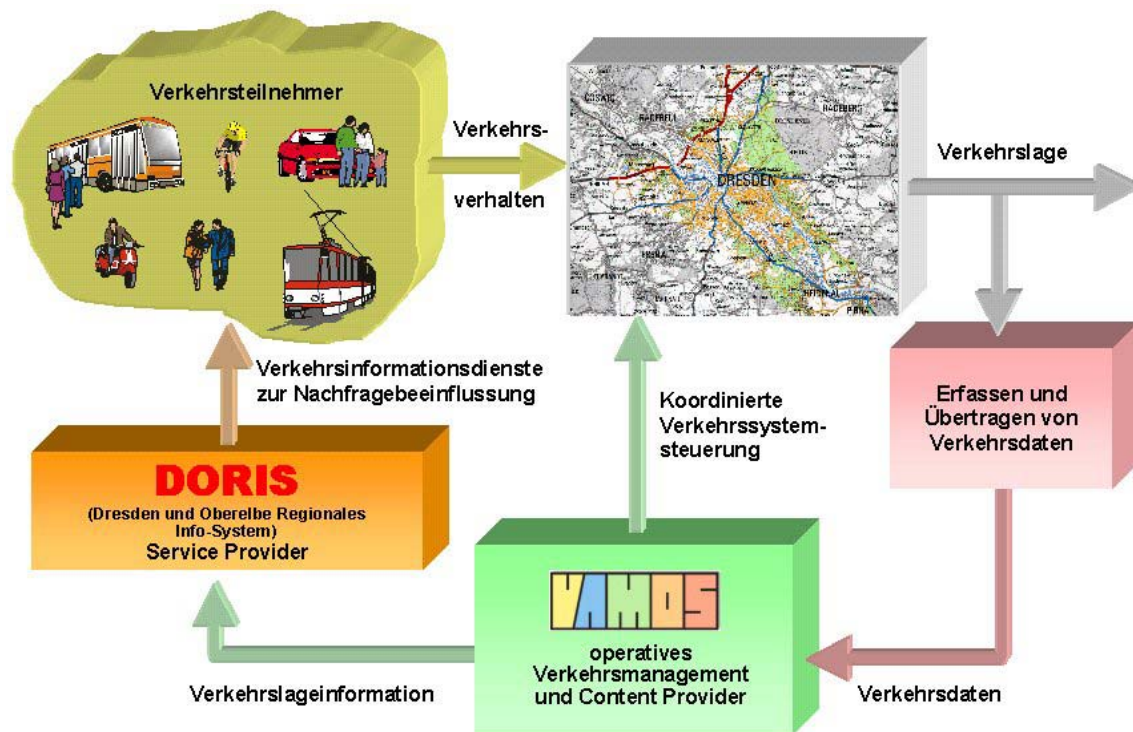 Verkehrsteilnehmer
Verkehrs-
verhalten
DRESDEN
RADEBERG
Verkehrslage
Verkehrsinformationsdienste
zur Nachfragebeeinflussung
Koordinierte
Verkehrssystem-
steuerung
Erfassen und
Übertragen von
Verkehrsdaten
DORIS
(Dresden und Oberelbe Regionales
Info-System)
Service Provider
VAMOS
operatives
Verkehrsmanagement
und Content Provider
Verkehrslageinformation
Verkehrsdaten